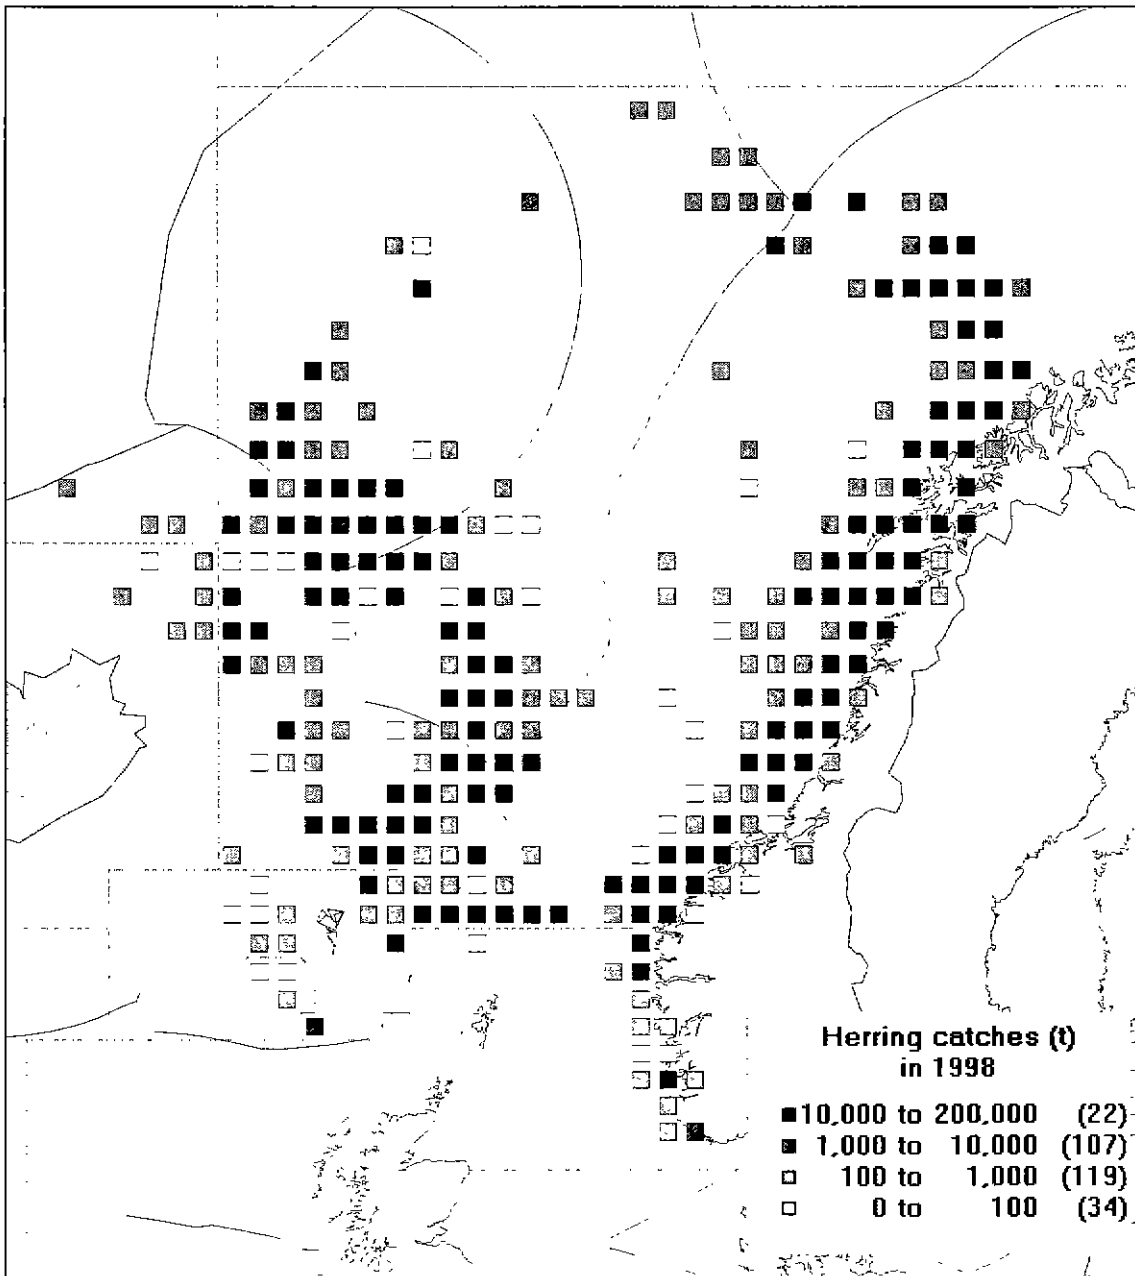 Herring catches (t)
in 1998
10,000 to 200,000 (22)
1,000 to 10,000 (107)
100 to 1,000 (119)
0 to 100 (34)